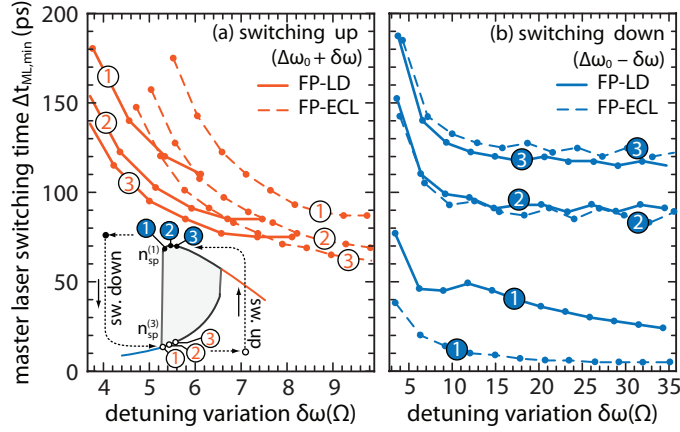 master laser switching time Δt_ML,min (ps)
200
150
100
50
0
(a) switching up
(Δω₀ + δω)
FP-LD
FP-ECL
1
2
3
1
2
3
1
2
3
n_sp^(1)
n_sp^(3)
sw. down
sw. up
1
2
3
4
5
6
7
8
9
detuning variation δω(Ω)
(b) switching down
(Δω₀ − δω)
FP-LD
FP-ECL
3
3
2
2
1
1
5
10
15
20
25
30
35
detuning variation δω(Ω)